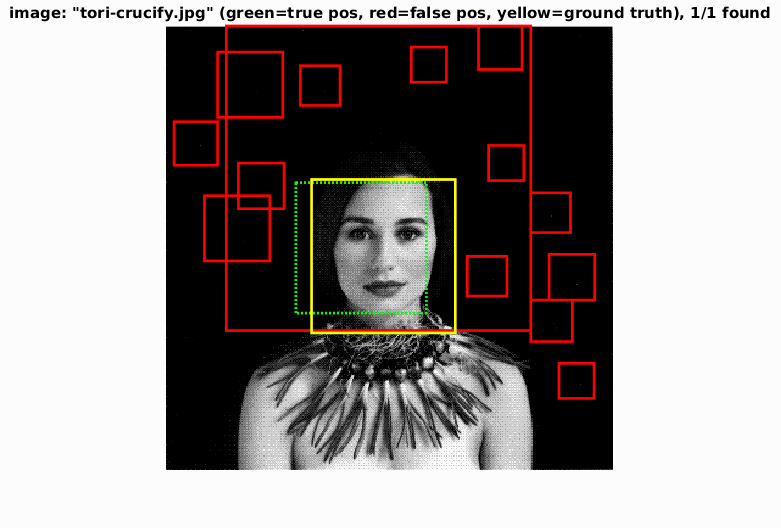 image: "tori-crucify.jpg" (green=true pos, red=false pos, yellow=ground truth), 1/1 found